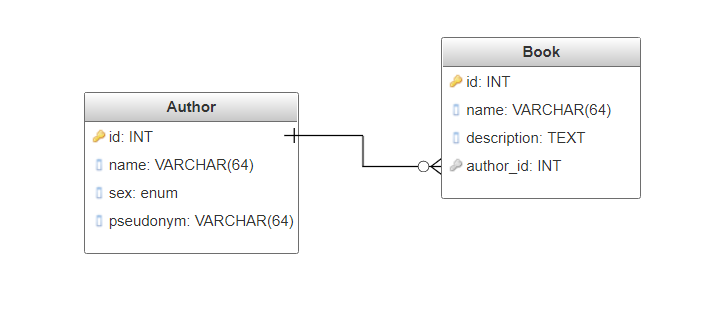 Author
id: INT
name: VARCHAR(64)
sex: enum
pseudonym: VARCHAR(64)
Book
id: INT
name: VARCHAR(64)
description: TEXT
author_id: INT